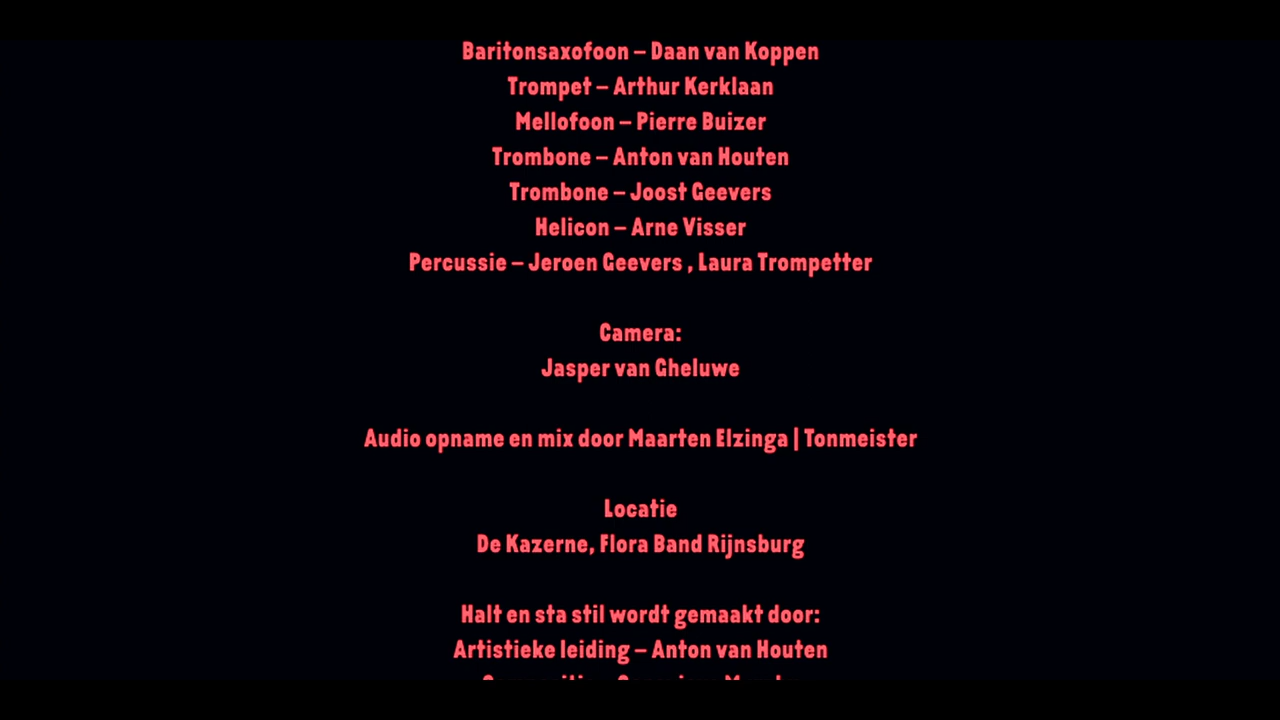 Baritonsaxofoon – Daan van Koppen
Trompet – Arthur Kerklaan
Mellofoon – Pierre Buizer
Trombone – Anton van Houten
Trombone – Joost Geevers
Helicon – Arne Visser
Percussie – Jeroen Geevers , Laura Trompetter
Camera:
Jasper van Gheluwe
Audio opname en mix door Maarten Elzinga | Tonmeister
Locatie
De Kazerne, Flora Band Rijnsburg
Halt en sta stil wordt gemaakt door:
Artistieke leiding – Anton van Houten